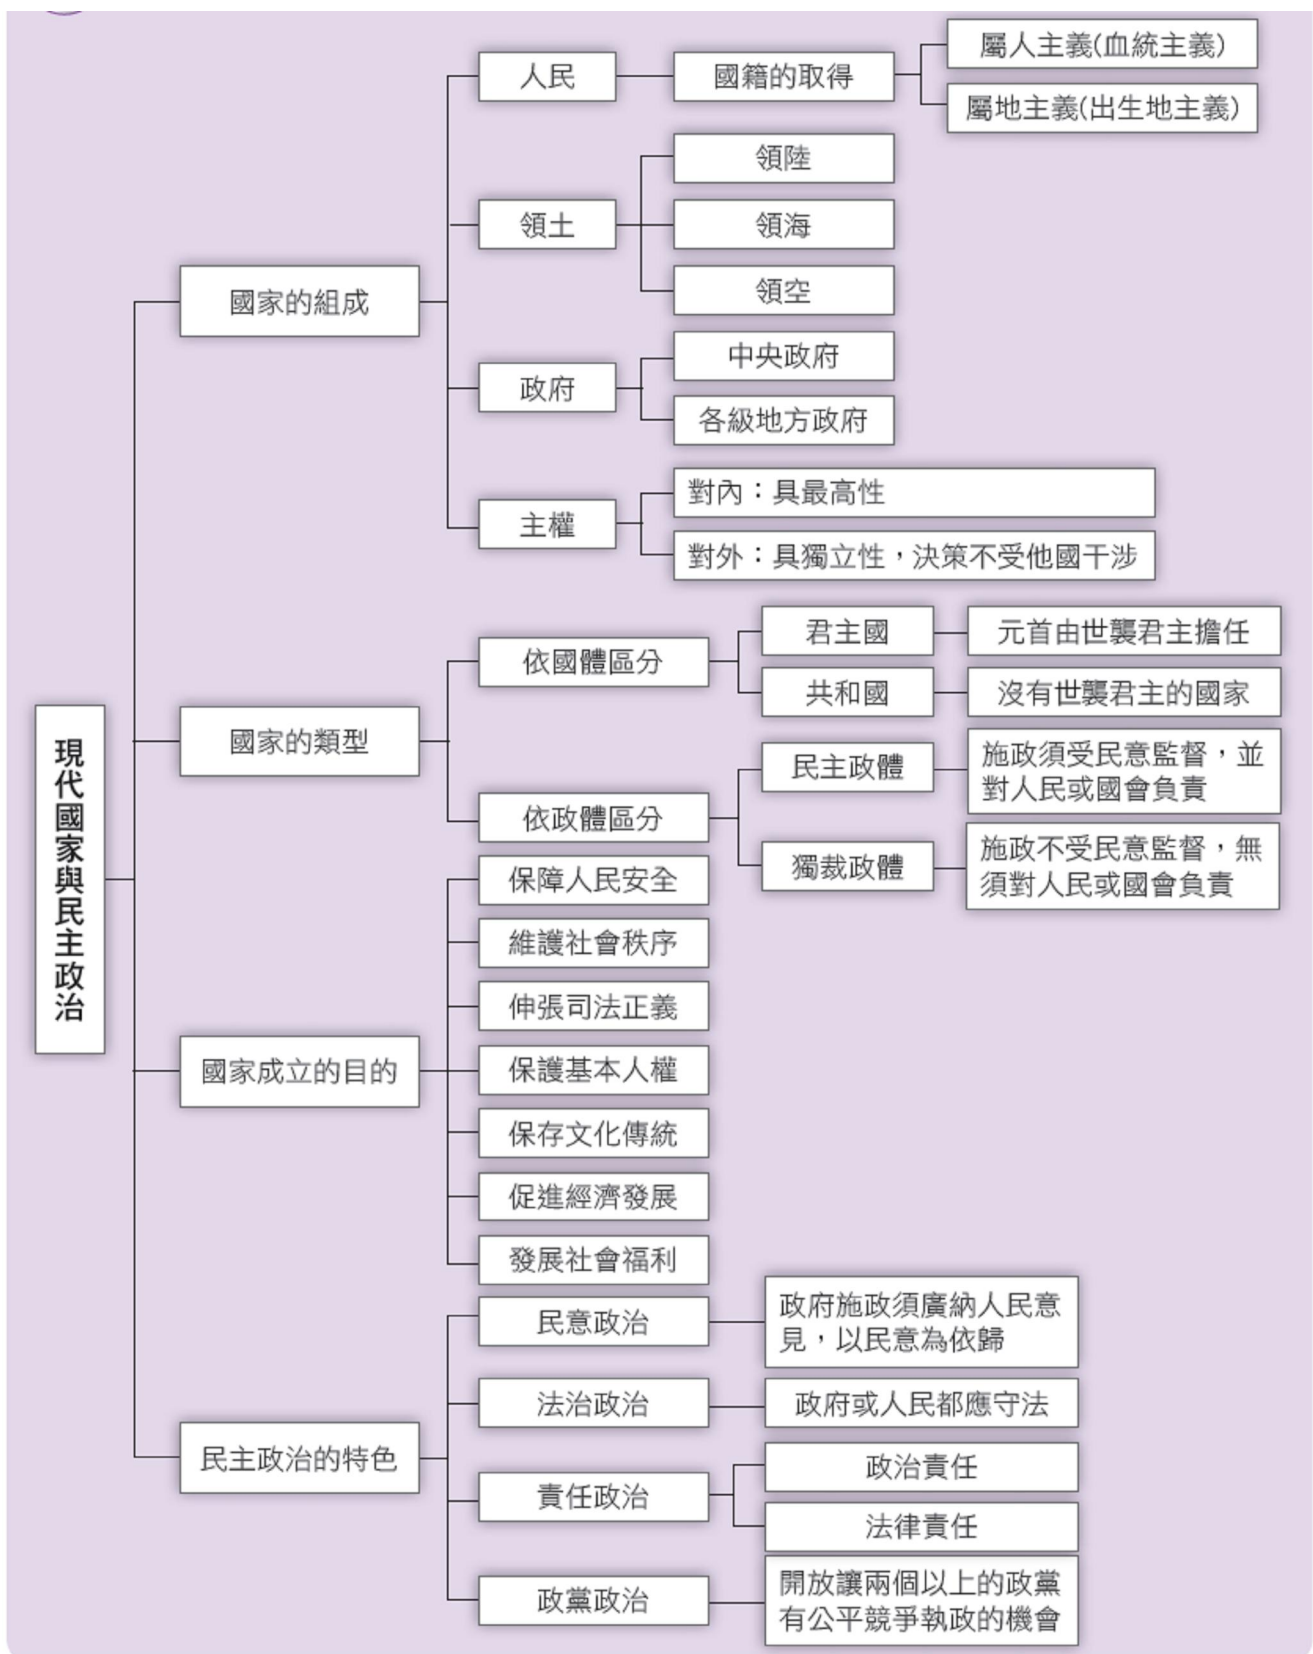 現代國家與民主政治
國家的組成
人民
國籍的取得
屬人主義(血統主義)
屬地主義(出生地主義)
領土
領陸
領海
領空
政府
中央政府
各級地方政府
主權
對內：具最高性
對外：具獨立性，決策不受他國干涉
國家的類型
依國體區分
君主國
元首由世襲君主擔任
共和國
沒有世襲君主的國家
依政體區分
民主政體
施政須受民意監督，並
對人民或國會負責
獨裁政體
施政不受民意監督，無
須對人民或國會負責
國家成立的目的
保障人民安全
維護社會秩序
伸張司法正義
保護基本人權
保存文化傳統
促進經濟發展
發展社會福利
民主政治的特色
民意政治
政府施政須廣納人民意
見，以民意為依歸
法治政治
政府或人民都應守法
責任政治
政治責任
法律責任
政黨政治
開放讓兩個以上的政黨
有公平競爭執政的機會